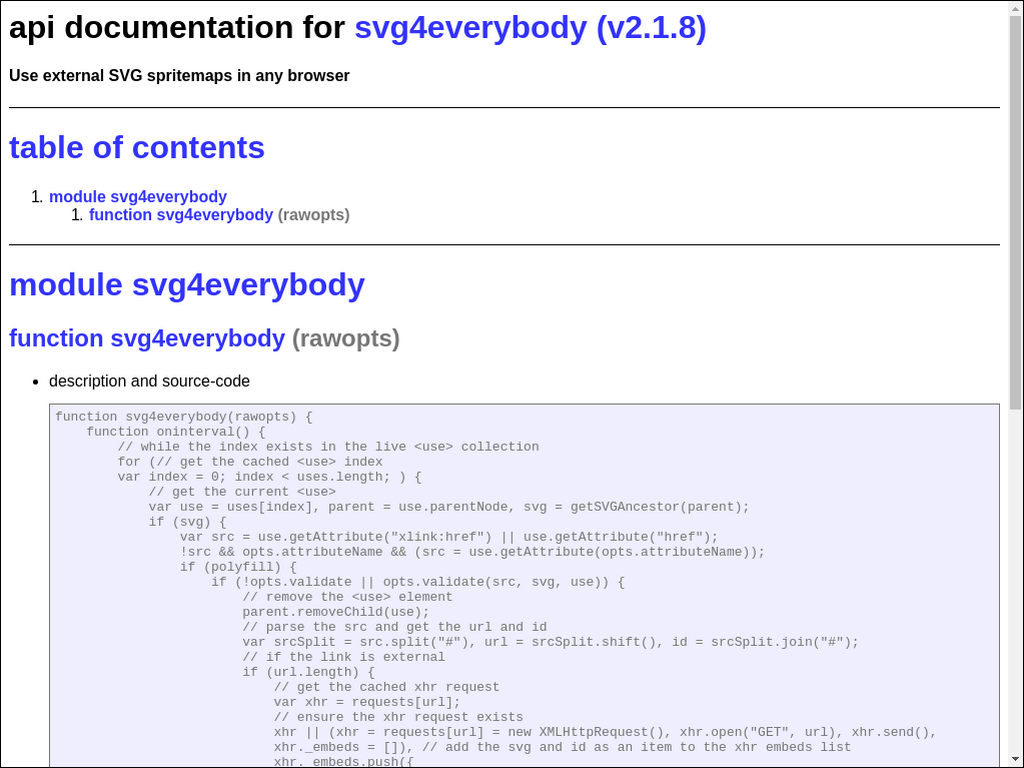 api documentation for svg4everybody (v2.1.8)
Use external SVG spritemaps in any browser
table of contents
1. module svg4everybody
1. function svg4everybody (rawopts)
module svg4everybody
function svg4everybody (rawopts)
• description and source-code
function svg4everybody(rawopts) {
    function oninterval() {
        // while the index exists in the live <use> collection
        for (// get the cached <use> index
        var index = 0; index < uses.length; ) {
            // get the current <use>
            var use = uses[index], parent = use.parentNode, svg = getSVGAncestor(parent);
            if (svg) {
                var src = use.getAttribute("xlink:href") || use.getAttribute("href");
                !src && opts.attributeName && (src = use.getAttribute(opts.attributeName));
                if (polyfill) {
                    if (!opts.validate || opts.validate(src, svg, use)) {
                        // remove the <use> element
                        parent.removeChild(use);
                        // parse the src and get the url and id
                        var srcSplit = src.split("#"), url = srcSplit.shift(), id = srcSplit.join("#");
                        // if the link is external
                        if (url.length) {
                            // get the cached xhr request
                            var xhr = requests[url];
                            // ensure the xhr request exists
                            xhr || (xhr = requests[url] = new XMLHttpRequest(), xhr.open("GET", url), xhr.send(),
                            xhr._embeds = []), // add the svg and id as an item to the xhr embeds list
                            xhr._embeds.push({